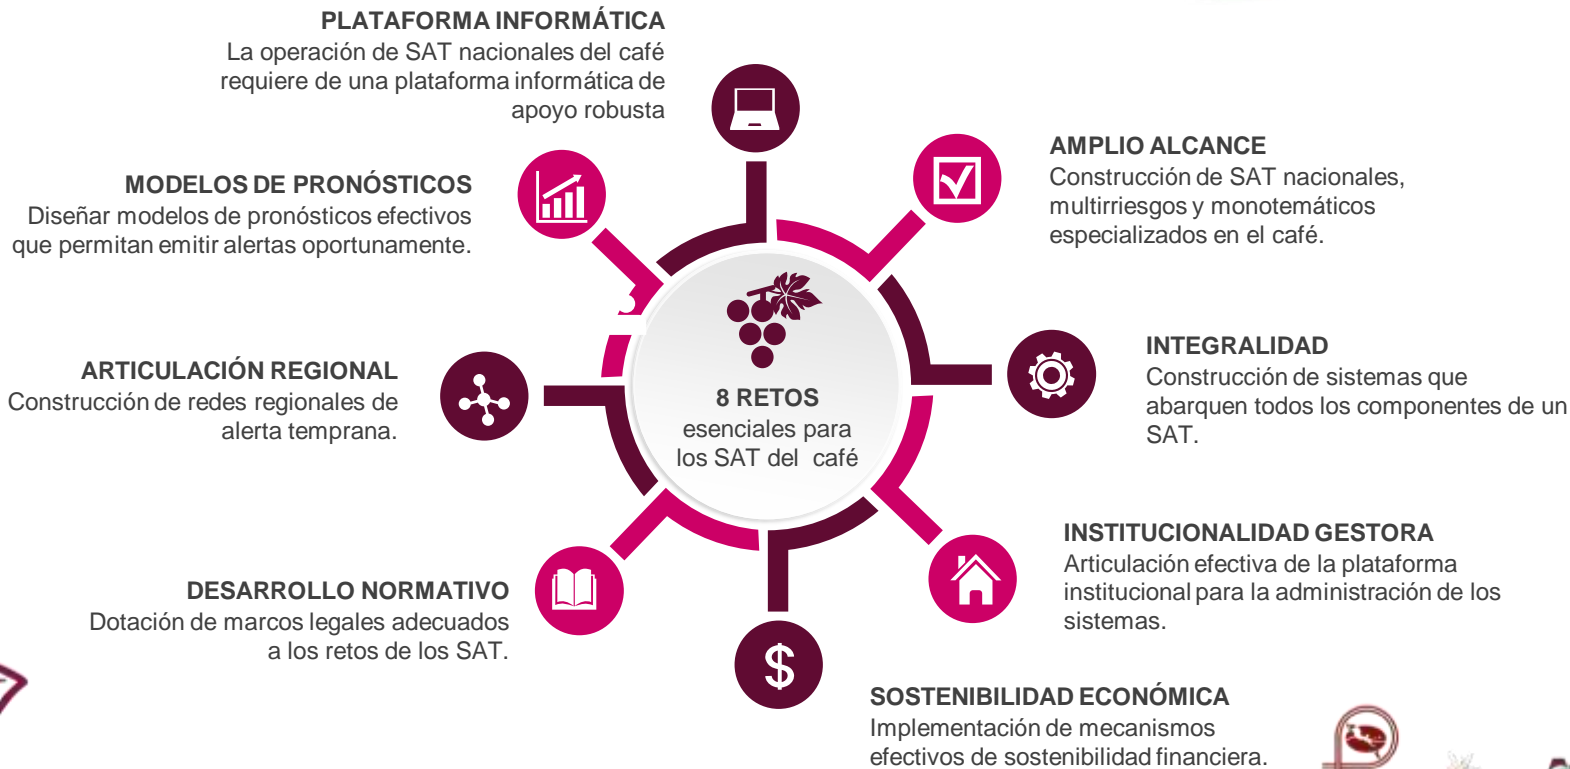 PLATAFORMA INFORMÁTICA
La operación de SAT nacionales del café
requiere de una plataforma informática de
apoyo robusta
AMPLIO ALCANCE
Construcción de SAT nacionales,
multirriesgos y monotemáticos
especializados en el café.
MODELOS DE PRONÓSTICOS
Diseñar modelos de pronósticos efectivos
que permitan emitir alertas oportunamente.
INTEGRALIDAD
Construcción de sistemas que
abarquen todos los componentes de un
SAT.
ARTICULACIÓN REGIONAL
Construcción de redes regionales de
alerta temprana.
8 RETOS
esenciales para
los SAT del café
INSTITUCIONALIDAD GESTORA
Articulación efectiva de la plataforma
institucional para la administración de los
sistemas.
DESARROLLO NORMATIVO
Dotación de marcos legales adecuados
a los retos de los SAT.
$
SOSTENIBILIDAD ECONÓMICA
Implementación de mecanismos
efectivos de sostenibilidad financiera.